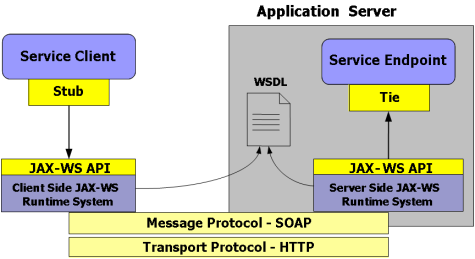 Application Server
Service Client
Stub
WSDL
Service Endpoint
Tie
JAX-WS API
Client Side JAX-WS
Runtime System
JAX-WS API
Server Side JAX-WS
Runtime System
Message Protocol - SOAP
Transport Protocol - HTTP